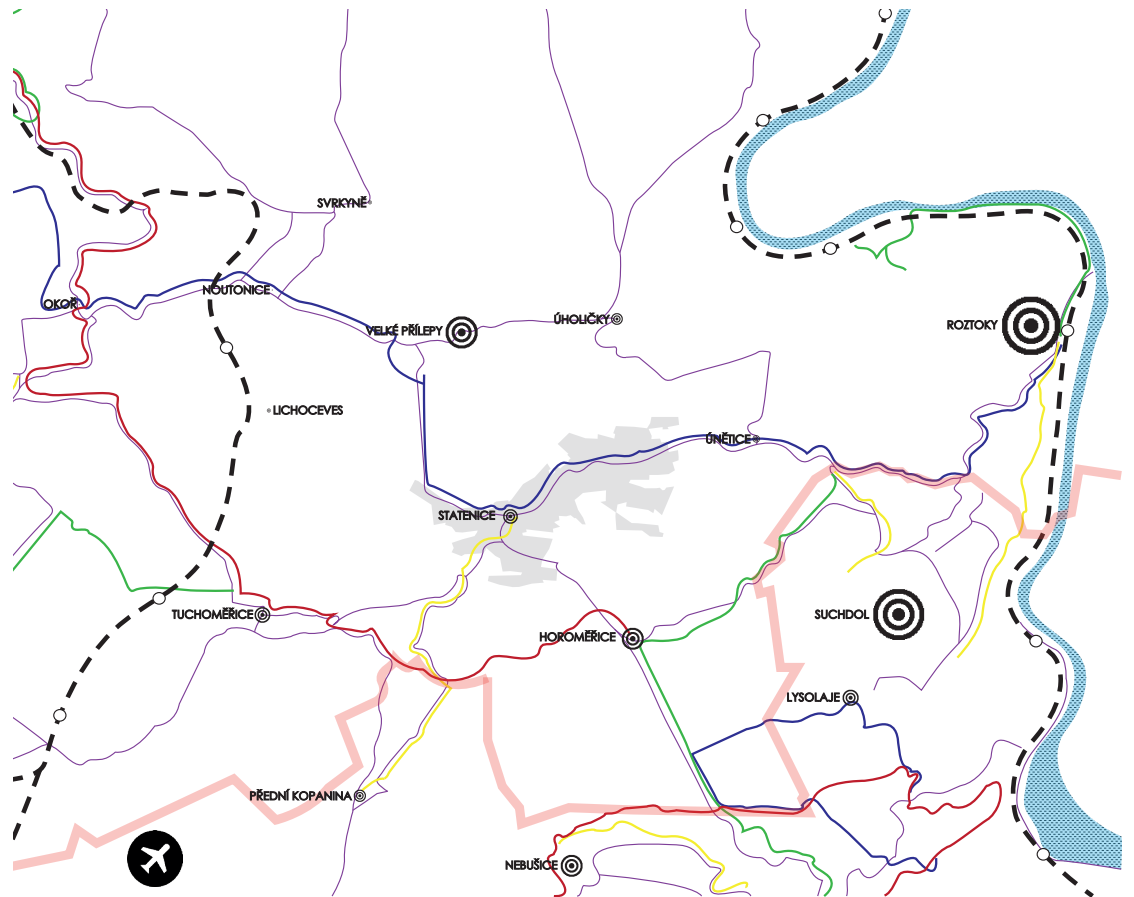 SVRKYNĚ
NOUTONICE
OKOŘ
VELKÉ PŘÍLEPY
ÚHOLIČKY
ROZTOKY
LICHOCEVES
ÚNĚTICE
STATENICE
TUCHOMĚŘICE
SUCHDOL
HOROMĚŘICE
LYSOLAJE
PŘEDNÍ KOPANINA
NEBUŠICE